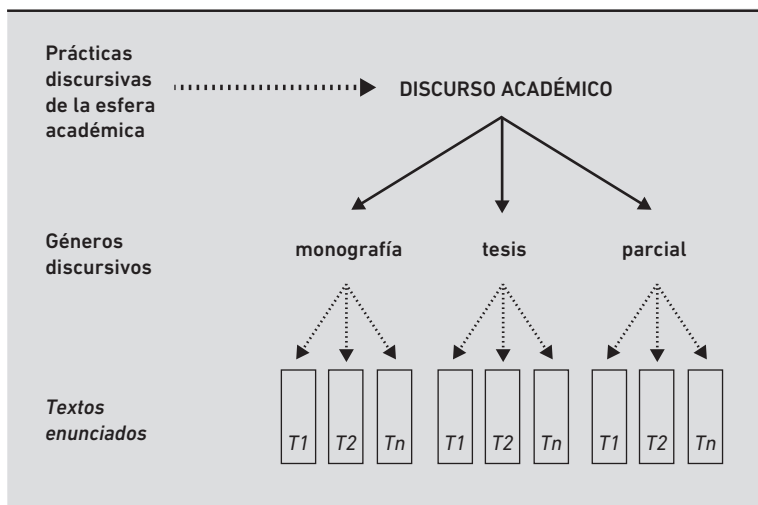 Prácticas
discursivas
de la esfera
académica
DISCURSO ACADÉMICO
Géneros
discursivos
monografía tesis parcial
Textos
enunciados
T1 T2 Tn T1 T2 Tn T1 T2 Tn